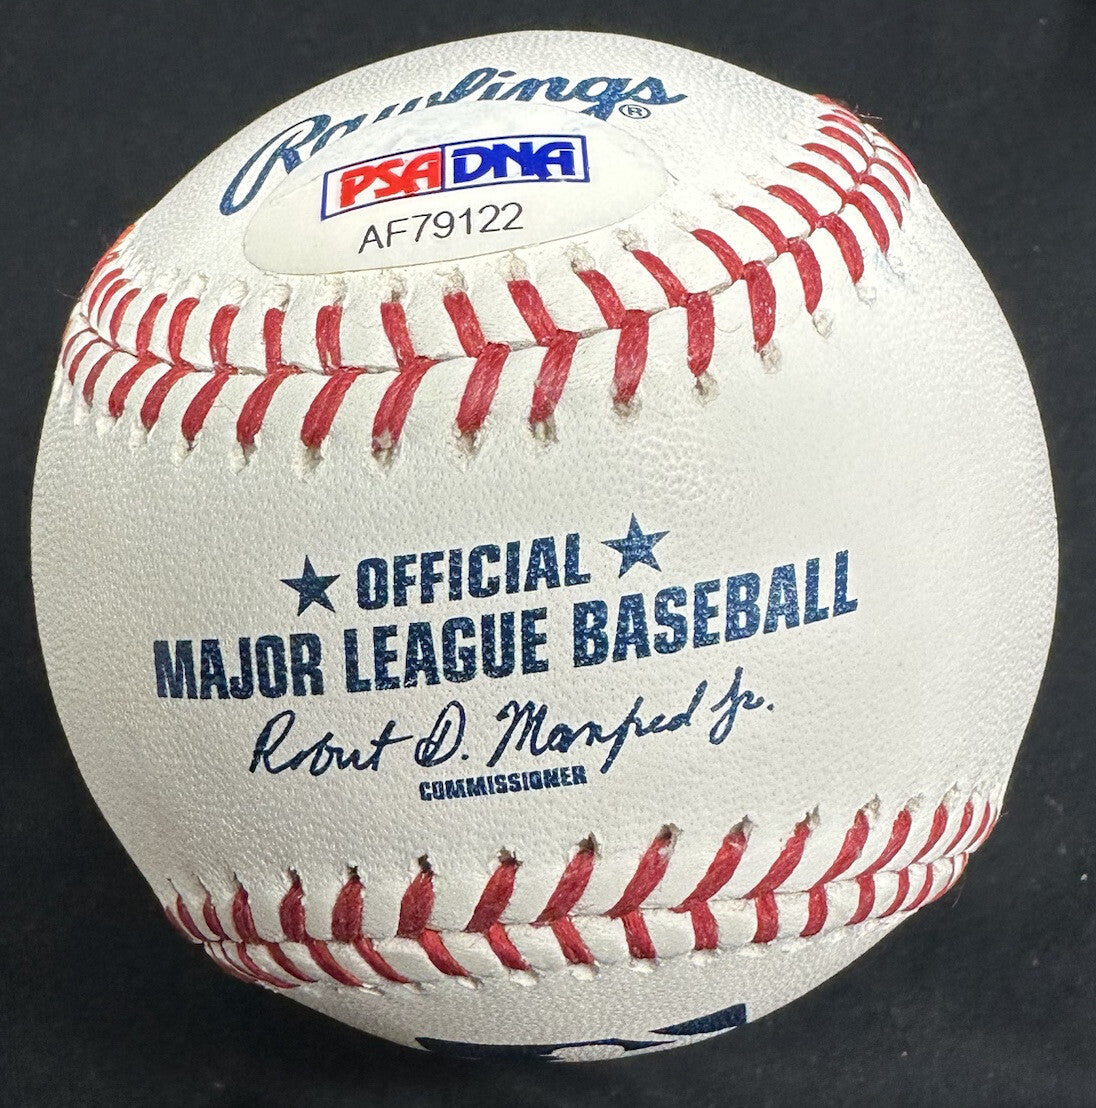 Rawlings®
PSA DNA
AF79122
★ OFFICIAL ★
MAJOR LEAGUE BASEBALL
Robert D. Manfred Jr.
COMMISSIONER